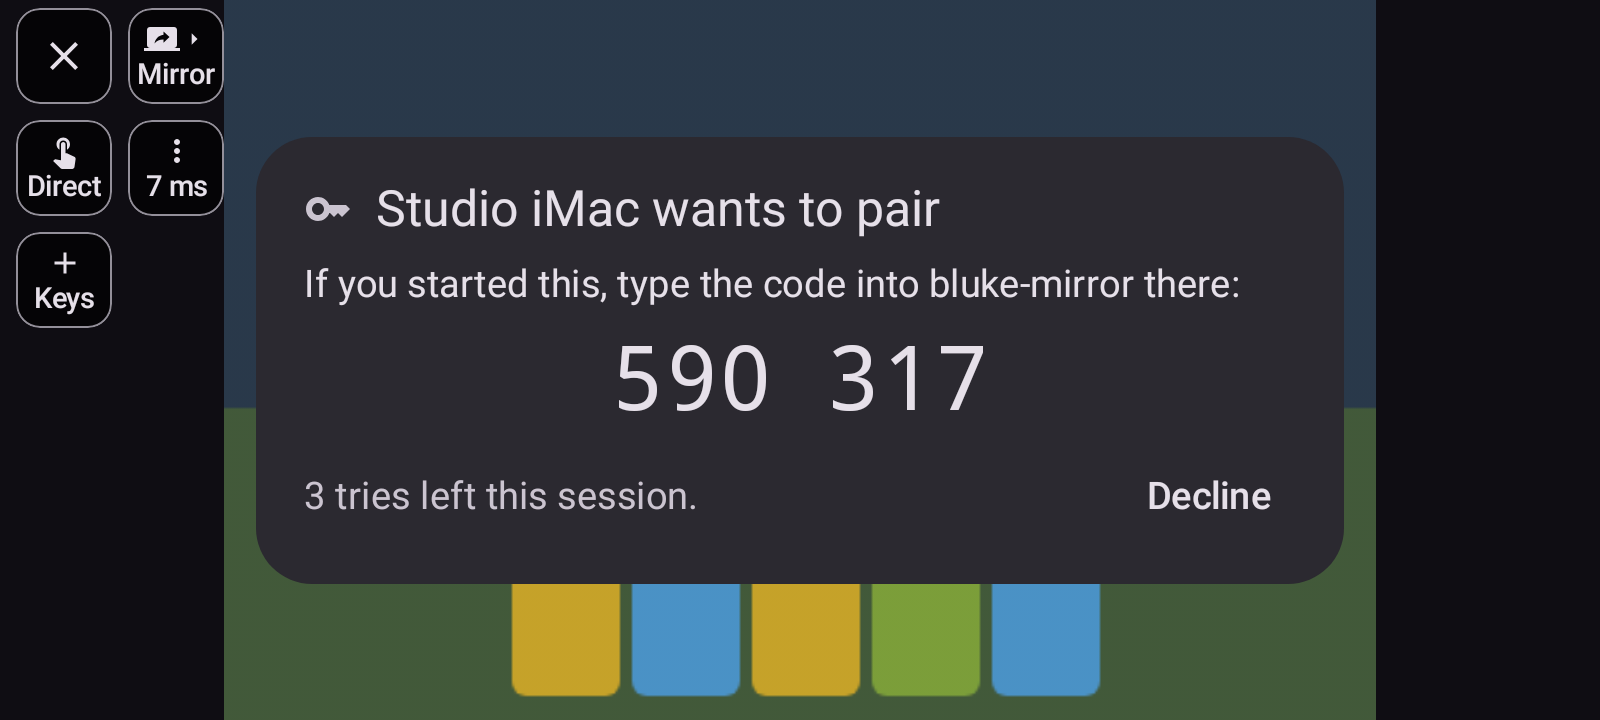 Mirror
Direct
7 ms
Keys
Studio iMac wants to pair
If you started this, type the code into bluke-mirror there:
590 317
3 tries left this session.
Decline